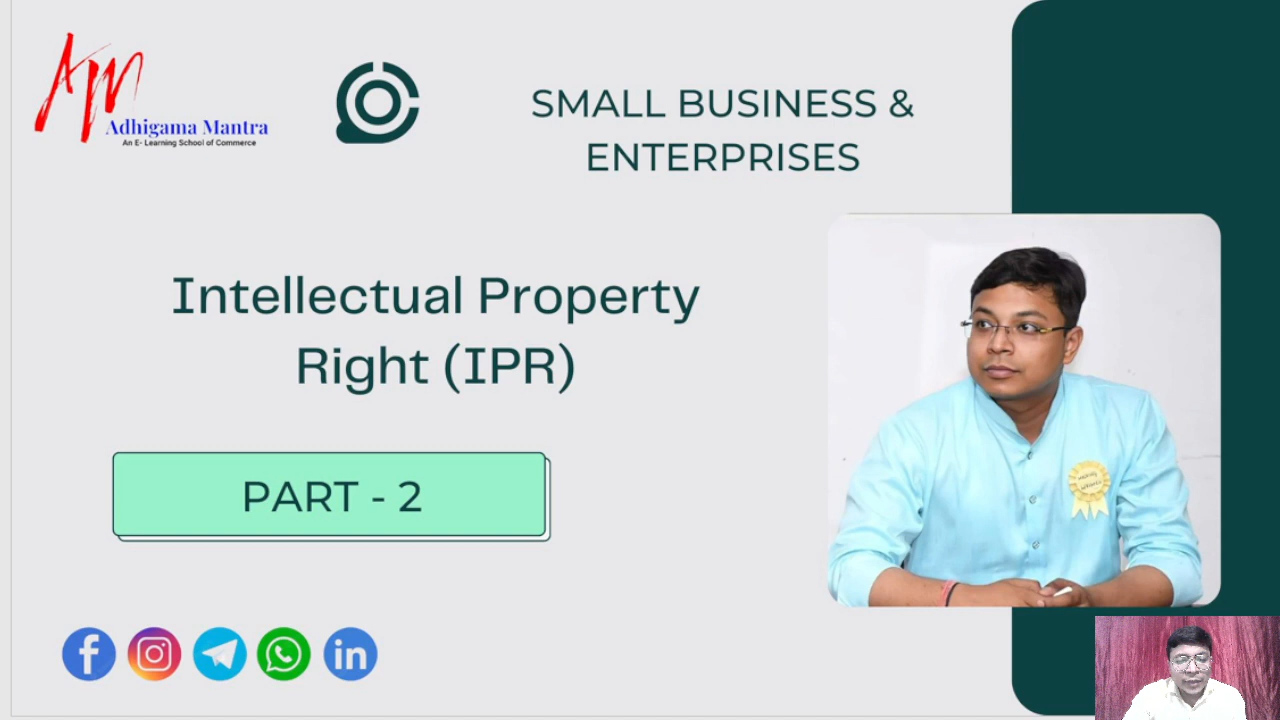 Adhigama Mantra
An E- Learning School of Commerce
SMALL BUSINESS &
ENTERPRISES
Intellectual Property
Right (IPR)
PART - 2